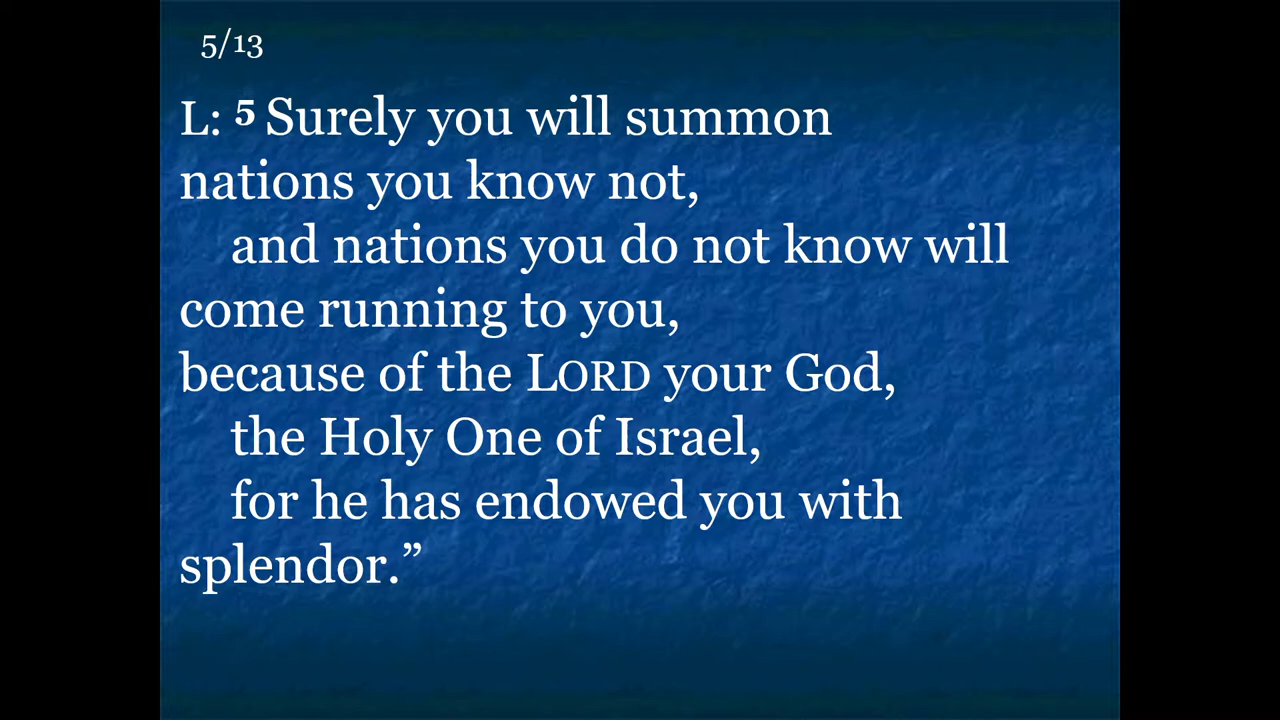 5/13
L: 5 Surely you will summon
nations you know not,
and nations you do not know will
come running to you,
because of the LORD your God,
the Holy One of Israel,
for he has endowed you with
splendor.”